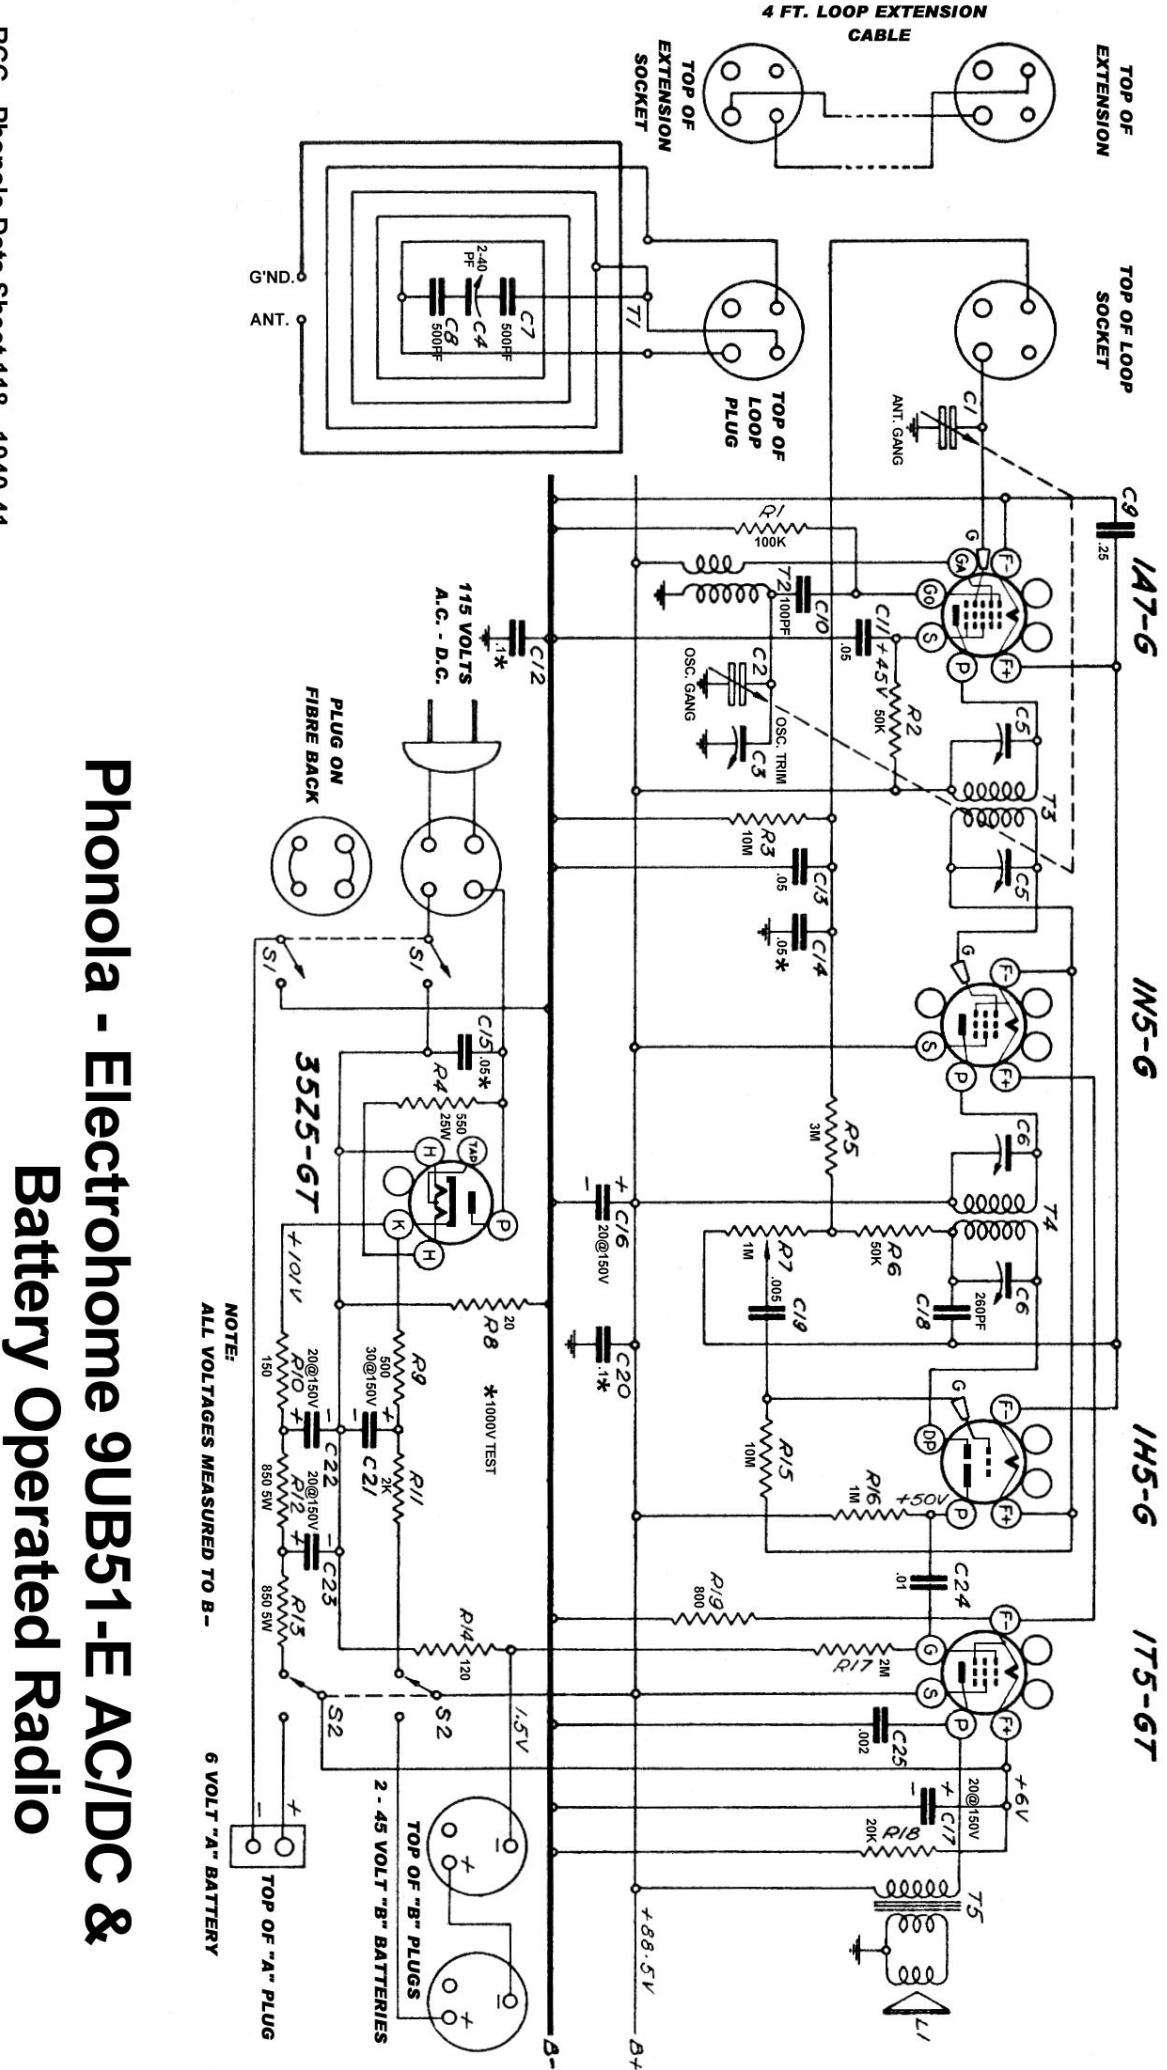 1A7-G
1N5-G
1H5-G
1T5-GT
TOP OF
EXTENSION
4 FT. LOOP EXTENSION
CABLE
TOP OF
EXTENSION
SOCKET
TOP OF LOOP
SOCKET
TOP OF
LOOP
PLUG
C1
ANT. GANG
C9
.25
G
F-
GA
GO
S
P
F+
R1
100K
T2
C10
100PF
C11
.05
+45V
R2
50K
C2
OSC. GANG
C3
OSC. TRIM
C5
T3
C5
R3
10M
C13
.05
C14
.05*
G
F-
S
P
F+
C6
T4
C6
R5
3M
R6
50K
R7
1M
C18
260PF
C19
.005
C16
20@150V
+
-
C20
.1*
G
F-
DP
P
F+
R15
10M
R16
1M
+50V
C24
.01
R19
800
F-
G
S
P
F+
R17
2M
C25
.002
+6V
C17
20@150V
+
-
R18
20K
T5
L1
+88.5V
B+
B-
T1
C7
500PF
C4
2-40
PF
C8
500PF
G'ND.
ANT.
C12
.1*
115 VOLTS
A.C. - D.C.
PLUG ON
FIBRE BACK
S1
S1
C15
.05*
R4
550
25W
35Z5-GT
TAP
H
K
P
H
+101V
R8
20
*1000V TEST
R9
500
30@150V
+
-
C21
R11
2K
R10
150
20@150V
+
-
C22
R12
850 5W
20@150V
+
-
C23
R13
850 5W
R14
120
1.5V
S2
S2
TOP OF "B" PLUGS
2 - 45 VOLT "B" BATTERIES
-
+
-
+
+
-
TOP OF "A" PLUG
6 VOLT "A" BATTERY
NOTE:
ALL VOLTAGES MEASURED TO B-
Phonola - Electrohome 9UB51-E AC/DC &
Battery Operated Radio